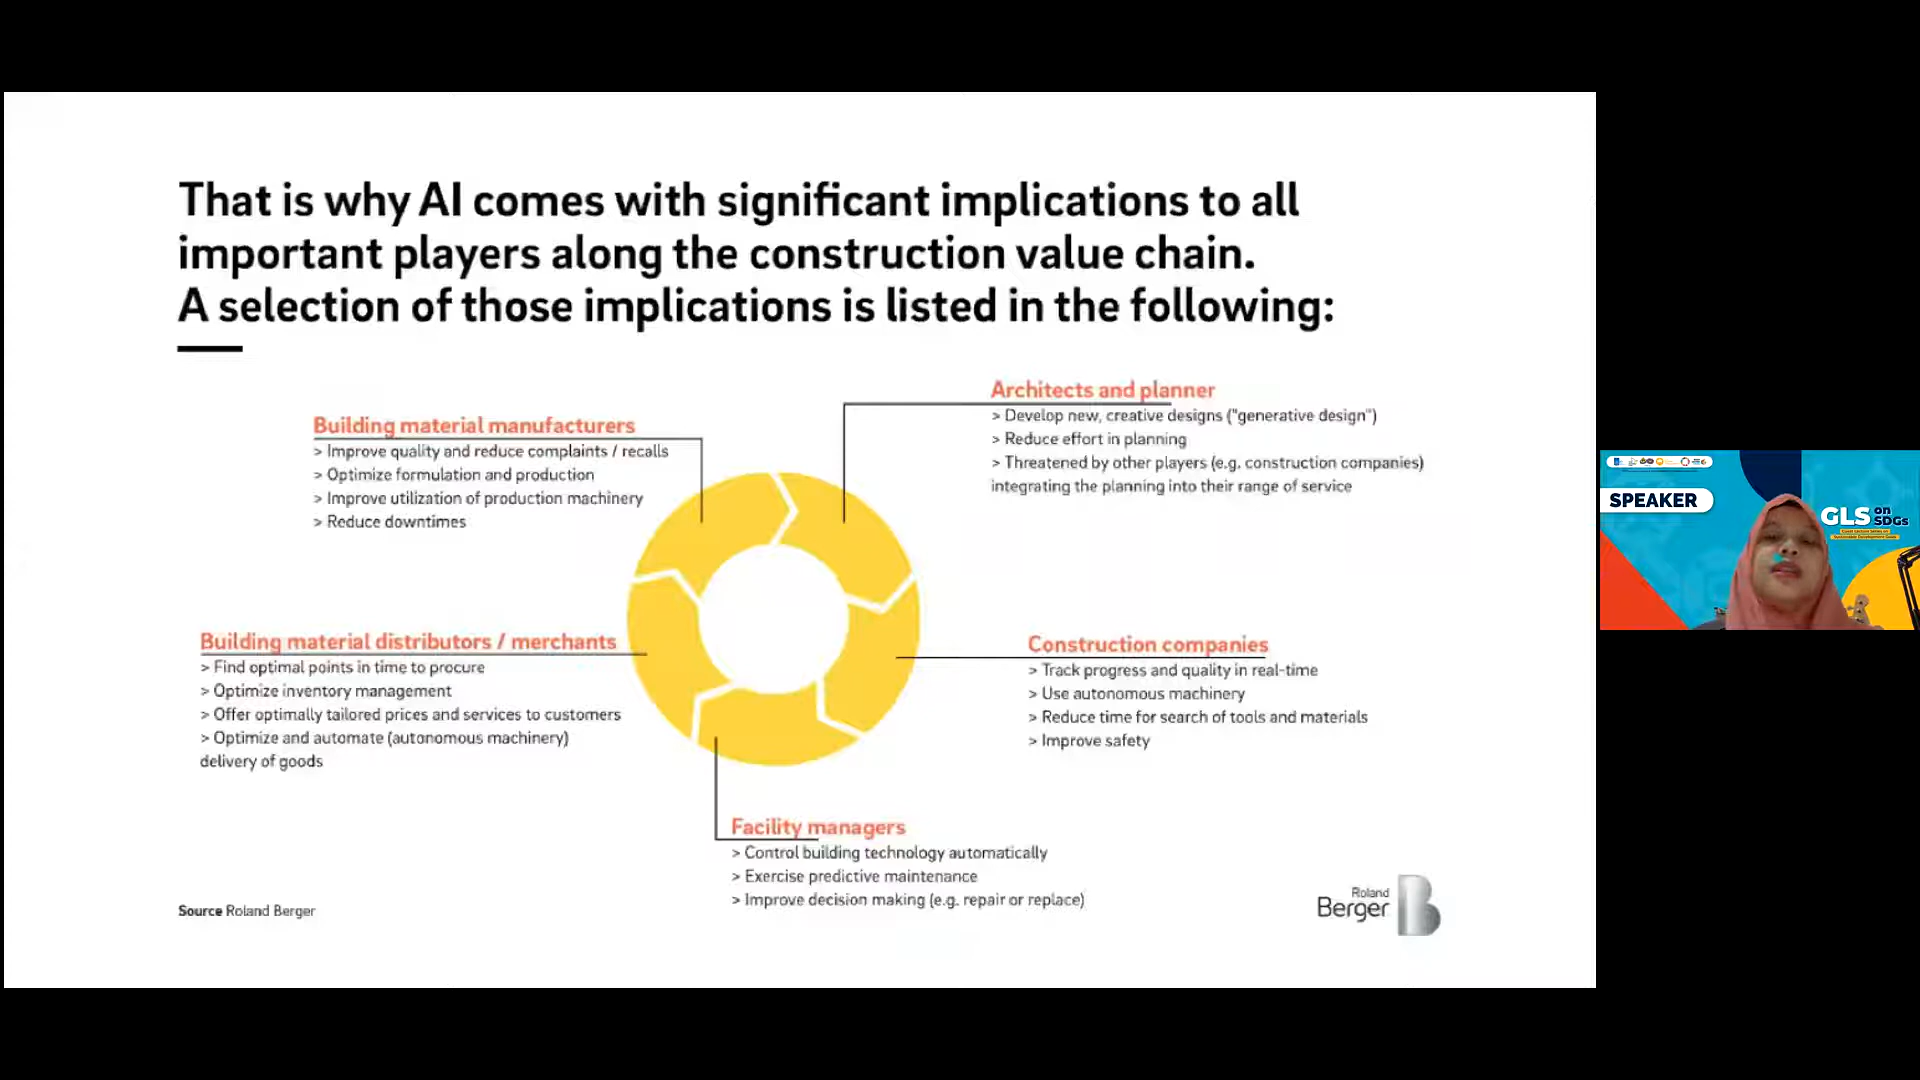 That is why AI comes with significant implications to all
important players along the construction value chain.
A selection of those implications is listed in the following:
Architects and planner
> Develop new, creative designs ("generative design")
> Reduce effort in planning
> Threatened by other players (e.g. construction companies)
integrating the planning into their range of service
Building material manufacturers
> Improve quality and reduce complaints / recalls
> Optimize formulation and production
> Improve utilization of production machinery
> Reduce downtimes
Building material distributors / merchants
> Find optimal points in time to procure
> Optimize inventory management
> Offer optimally tailored prices and services to customers
> Optimize and automate (autonomous machinery)
delivery of goods
Construction companies
> Track progress and quality in real-time
> Use autonomous machinery
> Reduce time for search of tools and materials
> Improve safety
Facility managers
> Control building technology automatically
> Exercise predictive maintenance
> Improve decision making (e.g. repair or replace)
Source Roland Berger
Roland
Berger
SPEAKER
GLS on
SDGs